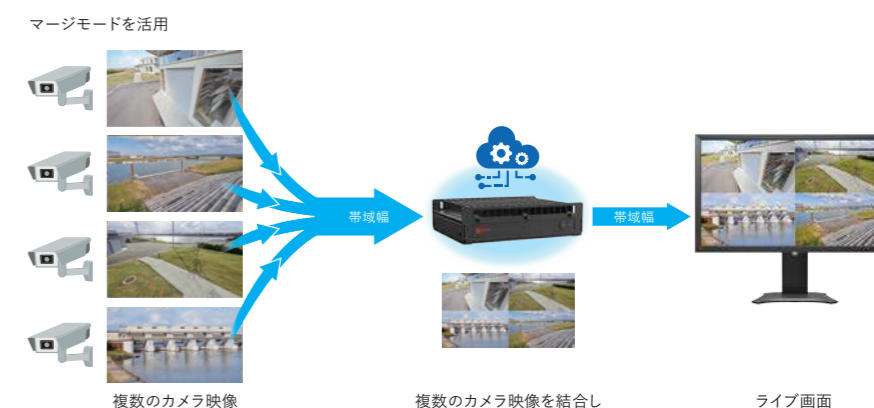 マージモードを活用
帯域幅
帯域幅
複数のカメラ映像
複数のカメラ映像を結合し
ライブ画面